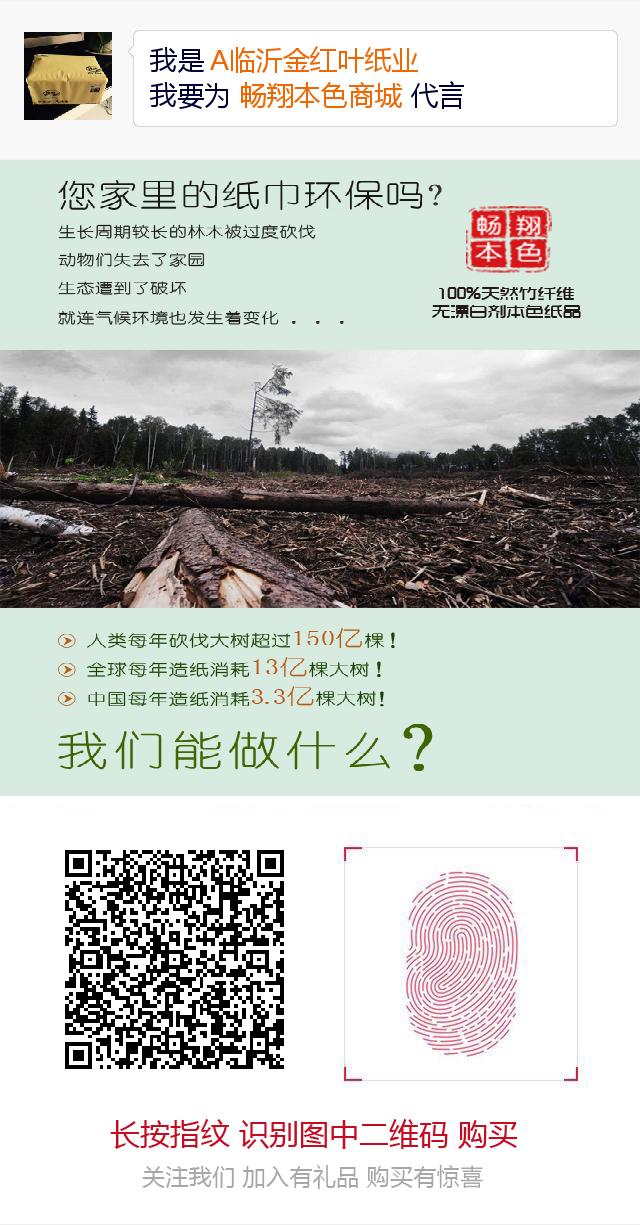 我是 A临沂金红叶纸业
我要为 畅翔本色商城 代言
您家里的纸巾环保吗?
生长周期较长的林木被过度砍伐
动物们失去了家园
生态遭到了破坏
就连气候环境也发生着变化 . . .
畅翔
本色
100%天然竹纤维
无漂白剂本色纸品
人类每年砍伐大树超过150亿棵!
全球每年造纸消耗13亿棵大树!
中国每年造纸消耗3.3亿棵大树!
我们能做什么?
长按指纹 识别图中二维码 购买
关注我们 加入有礼品 购买有惊喜